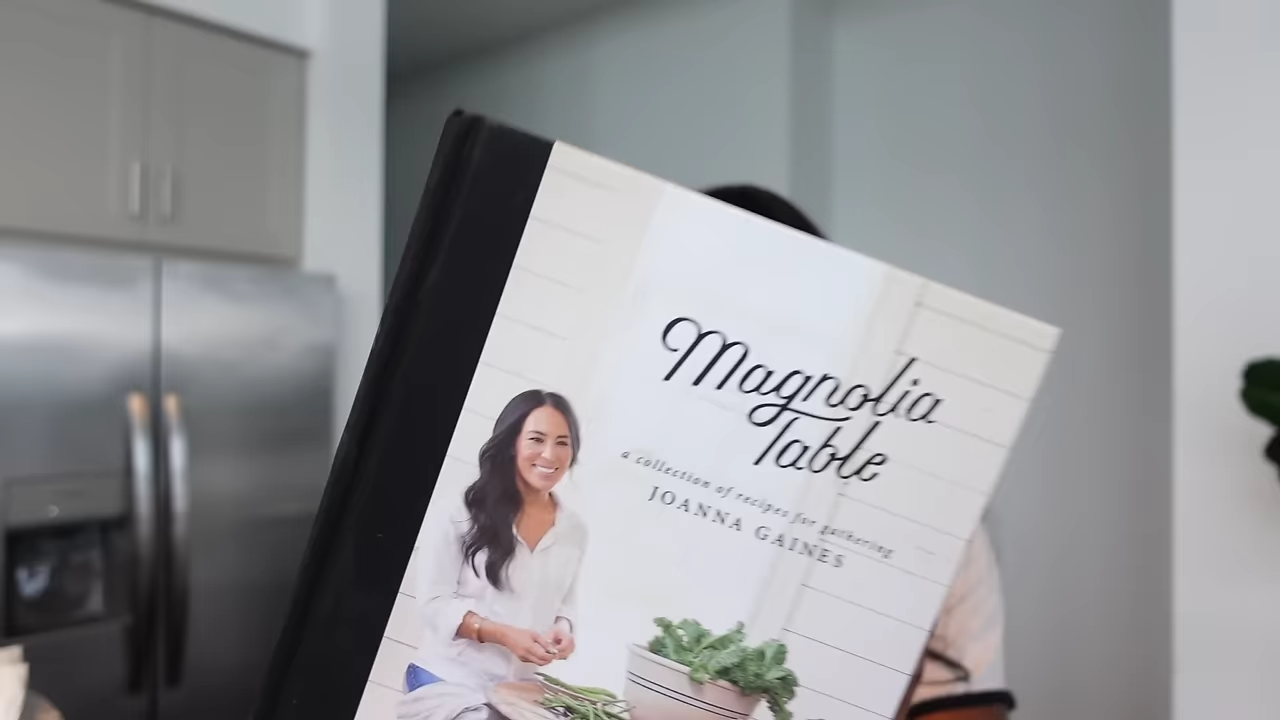 Magnolia
Table
a collection of recipes for gathering
JOANNA GAINES